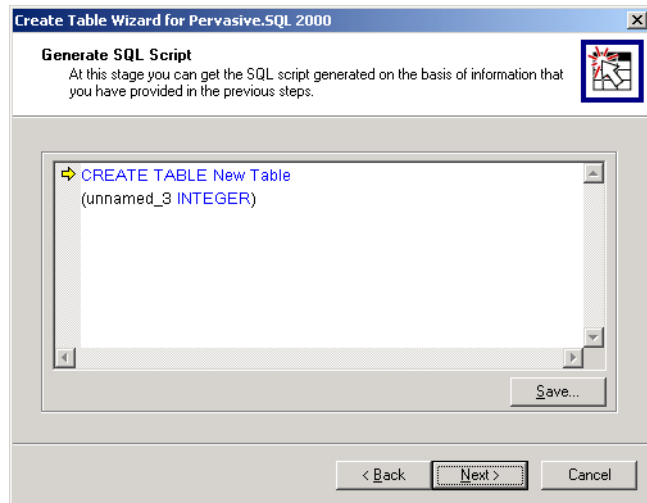 Create Table Wizard for Pervasive.SQL 2000
Generate SQL Script
At this stage you can get the SQL script generated on the basis of information that
you have provided in the previous steps.
CREATE TABLE New Table
(unnamed_3 INTEGER)
Save...
< Back
Next >
Cancel